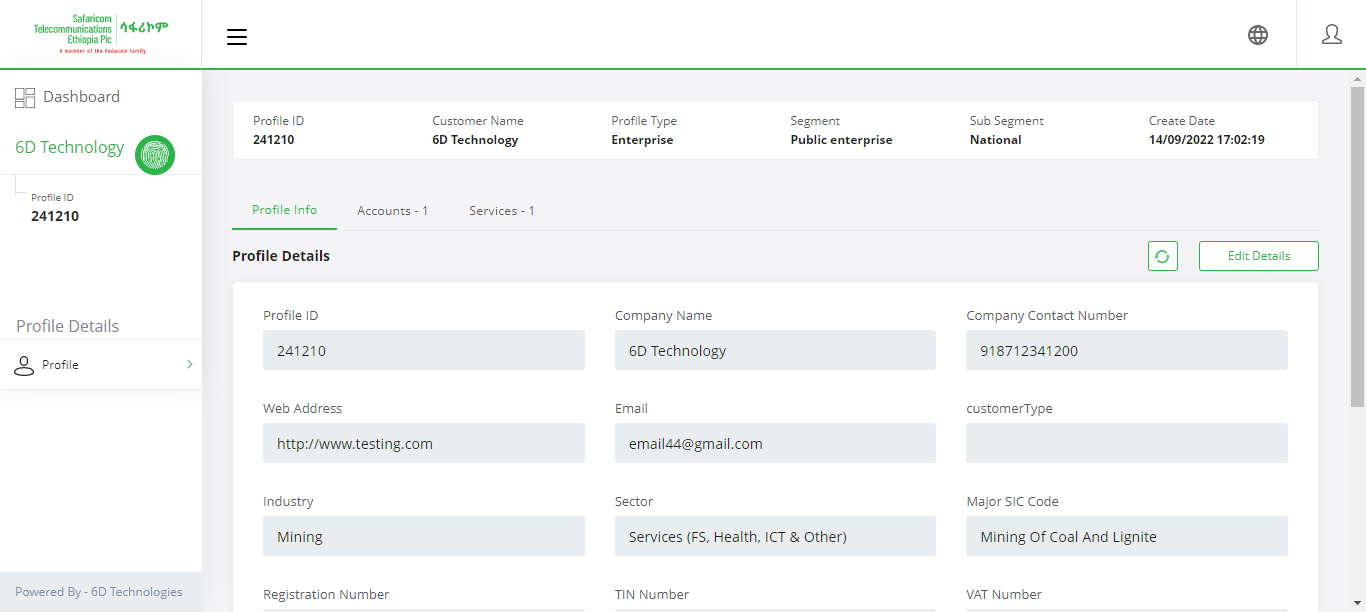 Safaricom
Telecommunications
Ethiopia Plc
ሳፋሪኮም
A member of the Vodacom family
Dashboard
6D Technology
Profile ID
241210
Profile Details
Profile
Powered By - 6D Technologies
Profile ID
241210
Customer Name
6D Technology
Profile Type
Enterprise
Segment
Public enterprise
Sub Segment
National
Create Date
14/09/2022 17:02:19
Profile Info
Accounts - 1
Services - 1
Profile Details
Edit Details
Profile ID
241210
Company Name
6D Technology
Company Contact Number
918712341200
Web Address
http://www.testing.com
Email
email44@gmail.com
customerType
Industry
Mining
Sector
Services (FS, Health, ICT & Other)
Major SIC Code
Mining Of Coal And Lignite
Registration Number
TIN Number
VAT Number